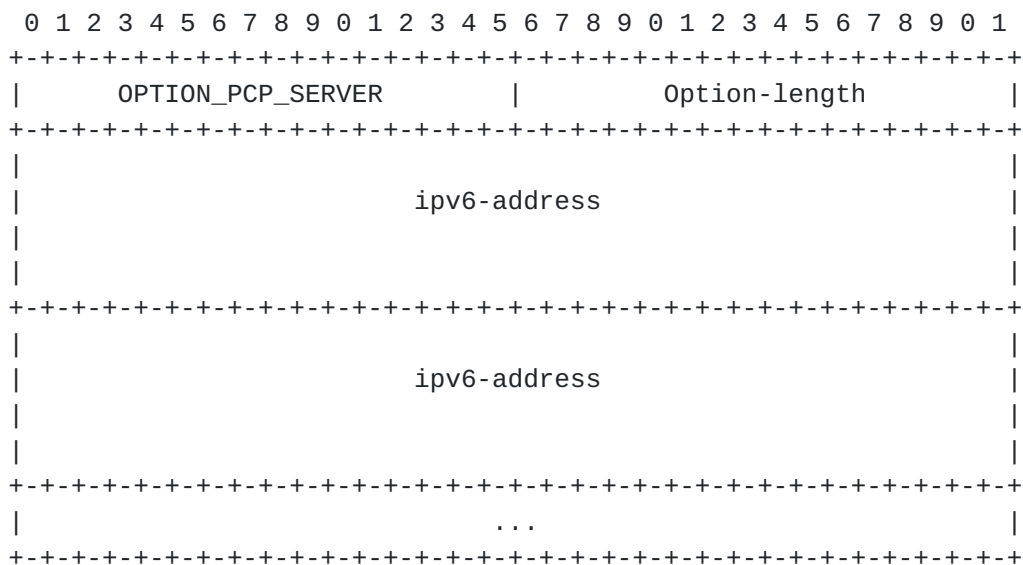 0 1 2 3 4 5 6 7 8 9 0 1 2 3 4 5 6 7 8 9 0 1 2 3 4 5 6 7 8 9 0 1
+-+-+-+-+-+-+-+-+-+-+-+-+-+-+-+-+-+-+-+-+-+-+-+-+-+-+-+-+-+-+-+-+
|      OPTION_PCP_SERVER        |         Option-length         |
+-+-+-+-+-+-+-+-+-+-+-+-+-+-+-+-+-+-+-+-+-+-+-+-+-+-+-+-+-+-+-+-+
|                                                               |
|                         ipv6-address                          |
|                                                               |
|                                                               |
+-+-+-+-+-+-+-+-+-+-+-+-+-+-+-+-+-+-+-+-+-+-+-+-+-+-+-+-+-+-+-+-+
|                                                               |
|                         ipv6-address                          |
|                                                               |
|                                                               |
+-+-+-+-+-+-+-+-+-+-+-+-+-+-+-+-+-+-+-+-+-+-+-+-+-+-+-+-+-+-+-+-+
|                              ...                              |
+-+-+-+-+-+-+-+-+-+-+-+-+-+-+-+-+-+-+-+-+-+-+-+-+-+-+-+-+-+-+-+-+